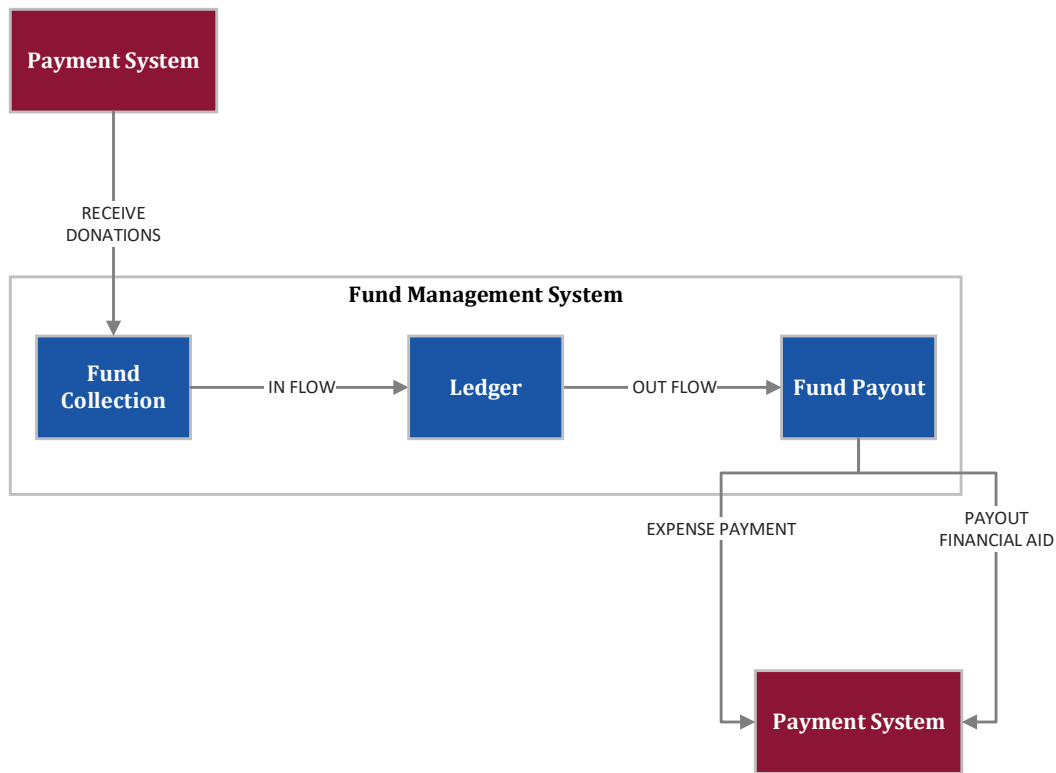 Payment System
RECEIVE
DONATIONS
Fund Management System
Fund
Collection
IN FLOW
Ledger
OUT FLOW
Fund Payout
EXPENSE PAYMENT
PAYOUT
FINANCIAL AID
Payment System